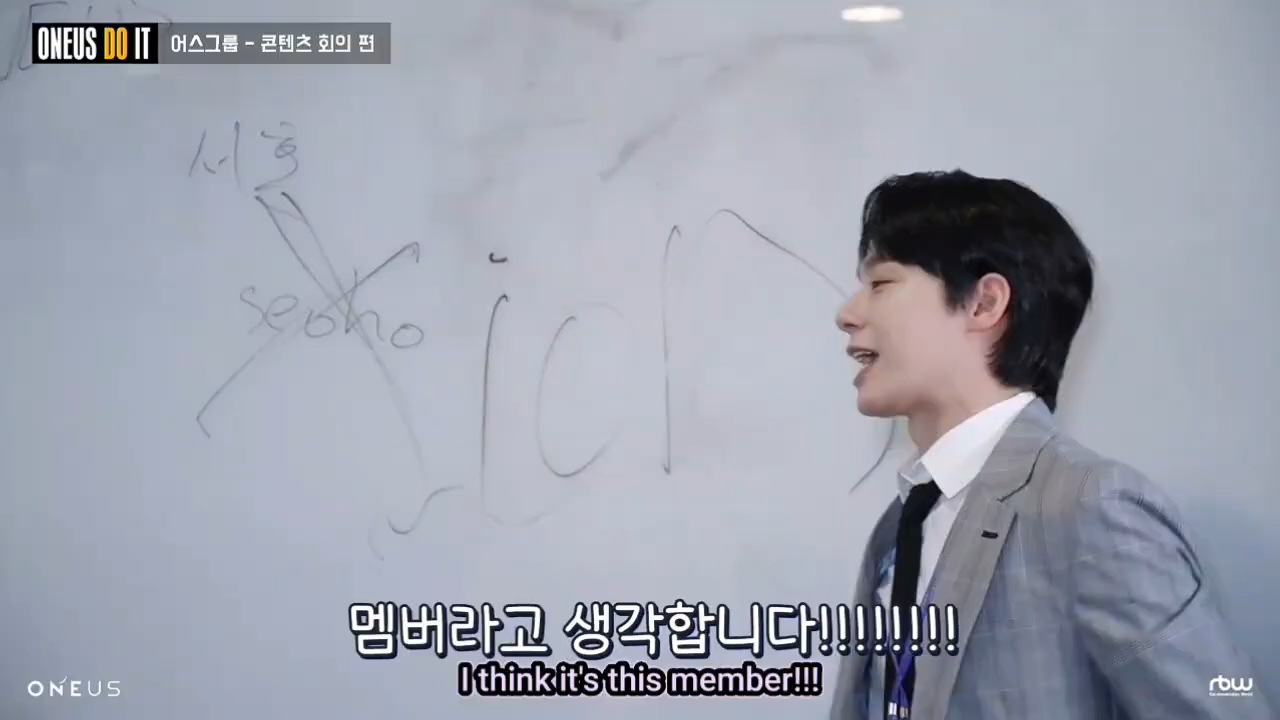 ONEUS DO IT 어스그룹 - 콘텐츠 회의 편
서호
seoho
Xion
멤버라고 생각합니다!!!!!!!!
I think it's this member!!!
ONEUS
rbw